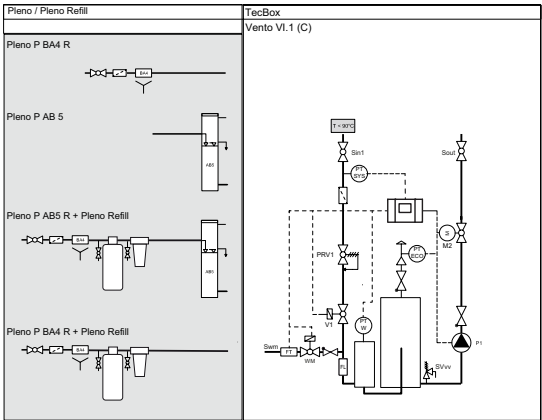 Pleno / Pleno Refill
TecBox
Vento VI.1 (C)
Pleno P BA4 R
BA4
Pleno P AB 5
AB5
Pleno P AB5 R + Pleno Refill
BA4
AB5
Pleno P BA4 R + Pleno Refill
BA4
T < 90°C
Sin1
Sout
PT
SYS
S
M2
PT
ECO
PRV1
V1
PT
W
Swm
FT
WM
FL
SVvv
P1